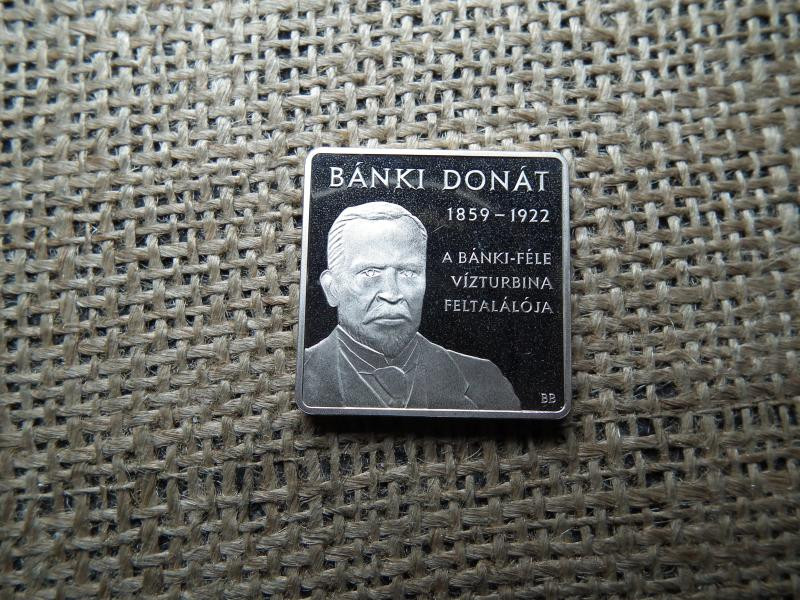 BÁNKI DONÁT
1859–1922
A BÁNKI-FÉLE
VÍZTURBINA
FELTALÁLÓJA
BB